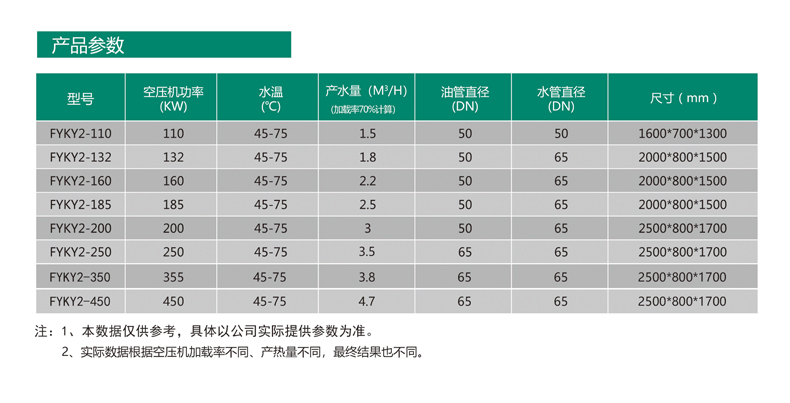 产品参数
型号 空压机功率(KW) 水温(℃) 产水量（M³/H）(加载率70%计算) 油管直径(DN) 水管直径(DN) 尺寸（mm）
FYKY2-110 110 45-75 1.5 50 50 1600*700*1300
FYKY2-132 132 45-75 1.8 50 65 2000*800*1500
FYKY2-160 160 45-75 2.2 50 65 2000*800*1500
FYKY2-185 185 45-75 2.5 50 65 2000*800*1500
FYKY2-200 200 45-75 3 50 65 2500*800*1700
FYKY2-250 250 45-75 3.5 65 65 2500*800*1700
FYKY2-350 355 45-75 3.8 65 65 2500*800*1700
FYKY2-450 450 45-75 4.7 65 65 2500*800*1700
注：1、本数据仅供参考，具体以公司实际提供参数为准。
2、实际数据根据空压机加载率不同、产热量不同，最终结果也不同。